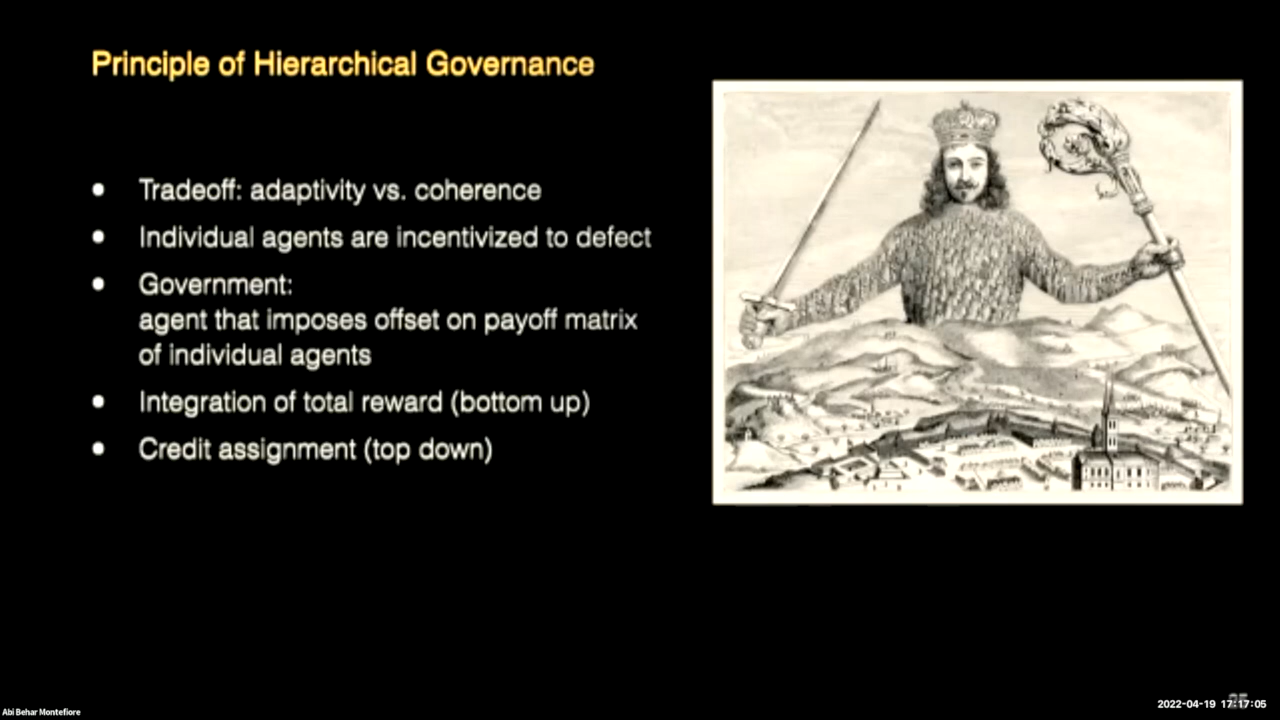 Principle of Hierarchical Governance
● Tradeoff: adaptivity vs. coherence
● Individual agents are incentivized to defect
● Government:
agent that imposes offset on payoff matrix
of individual agents
● Integration of total reward (bottom up)
● Credit assignment (top down)
Abi Behar Montefiore
2022-04-19 17:17:05